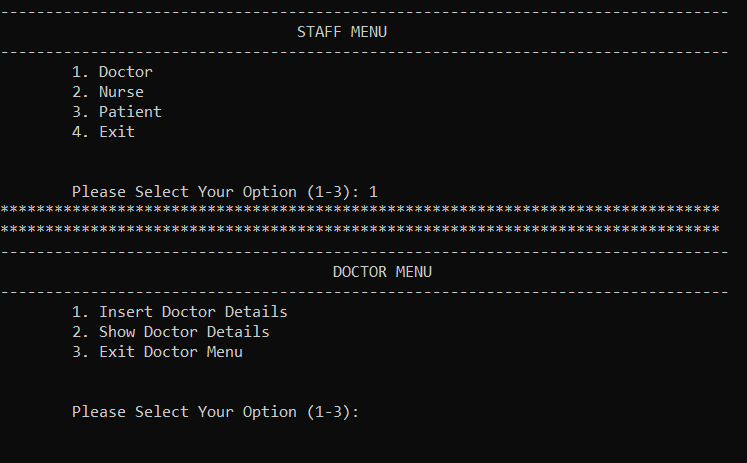 ---------------------------------------------------------------------------------
STAFF MENU
---------------------------------------------------------------------------------
1. Doctor
2. Nurse
3. Patient
4. Exit
Please Select Your Option (1-3): 1
********************************************************************************
********************************************************************************
---------------------------------------------------------------------------------
DOCTOR MENU
---------------------------------------------------------------------------------
1. Insert Doctor Details
2. Show Doctor Details
3. Exit Doctor Menu
Please Select Your Option (1-3):